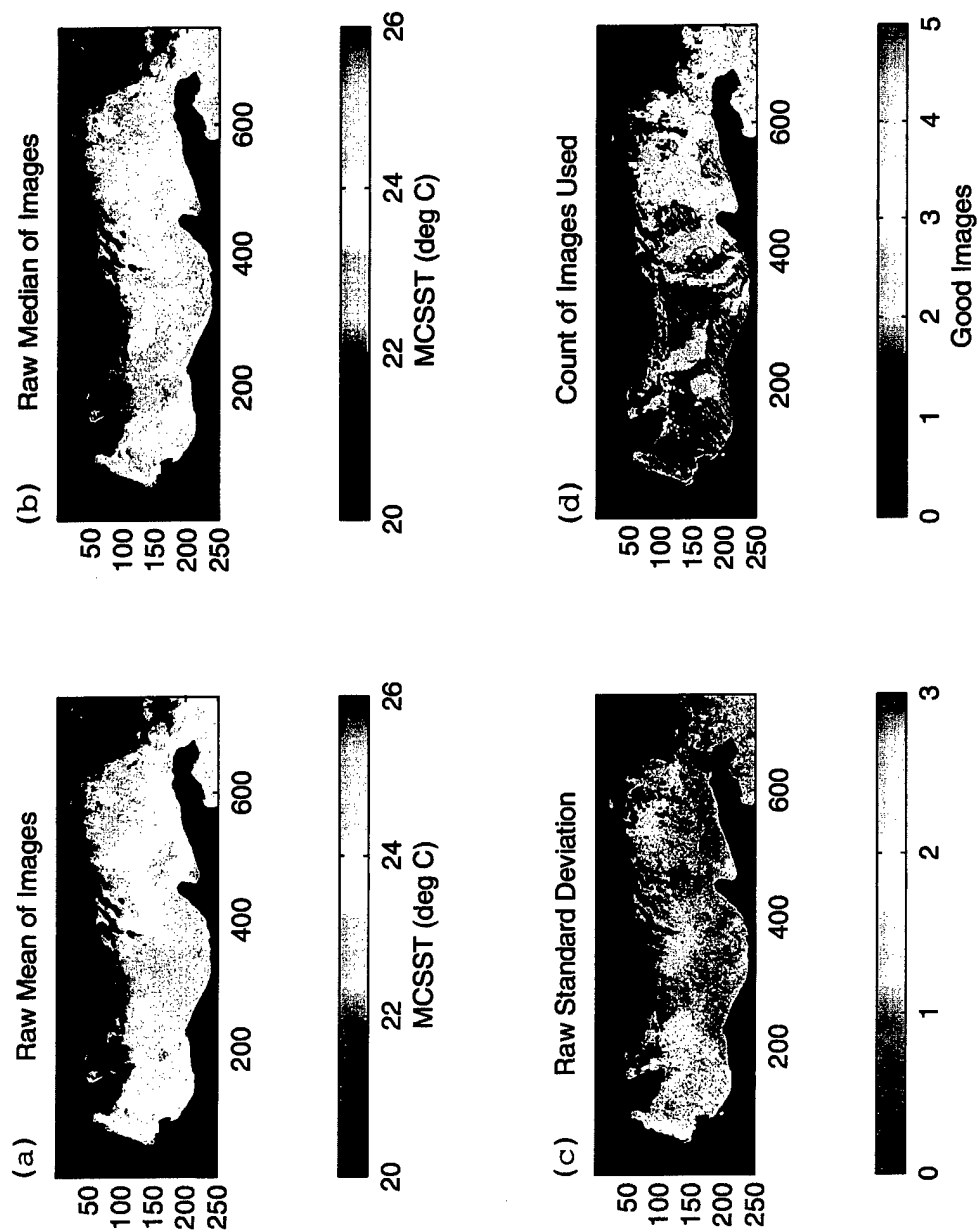 (a) Raw Mean of Images
50
100
150
200
250
200 400 600
MCSST (deg C)
20 22 24 26
(b) Raw Median of Images
50
100
150
200
250
200 400 600
MCSST (deg C)
20 22 24 26
(c) Raw Standard Deviation
50
100
150
200
250
200 400 600
0 1 2 3
(d) Count of Images Used
50
100
150
200
250
200 400 600
0 1 2 3 4 5
Good Images